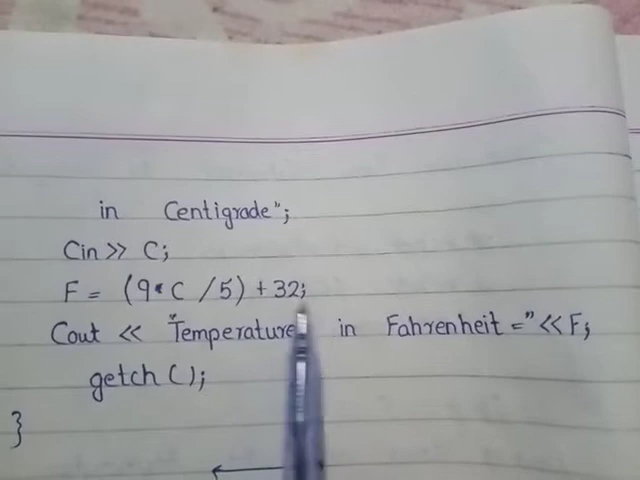 in Centigrade";
Cin >> C;
F = (9*C /5) + 32;
Cout << "Temperature in Fahrenheit =" << F;
getch ();
}